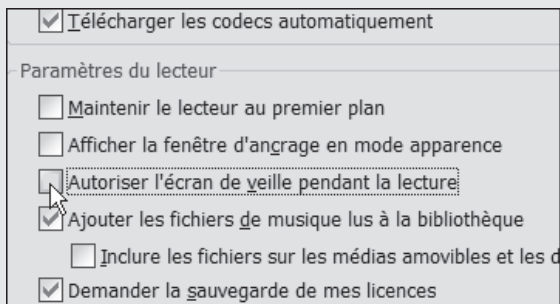 Télécharger les codecs automatiquement
Paramètres du lecteur
Maintenir le lecteur au premier plan
Afficher la fenêtre d'ancrage en mode apparence
Autoriser l'écran de veille pendant la lecture
Ajouter les fichiers de musique lus à la bibliothèque
Inclure les fichiers sur les médias amovibles et les d
Demander la sauvegarde de mes licences